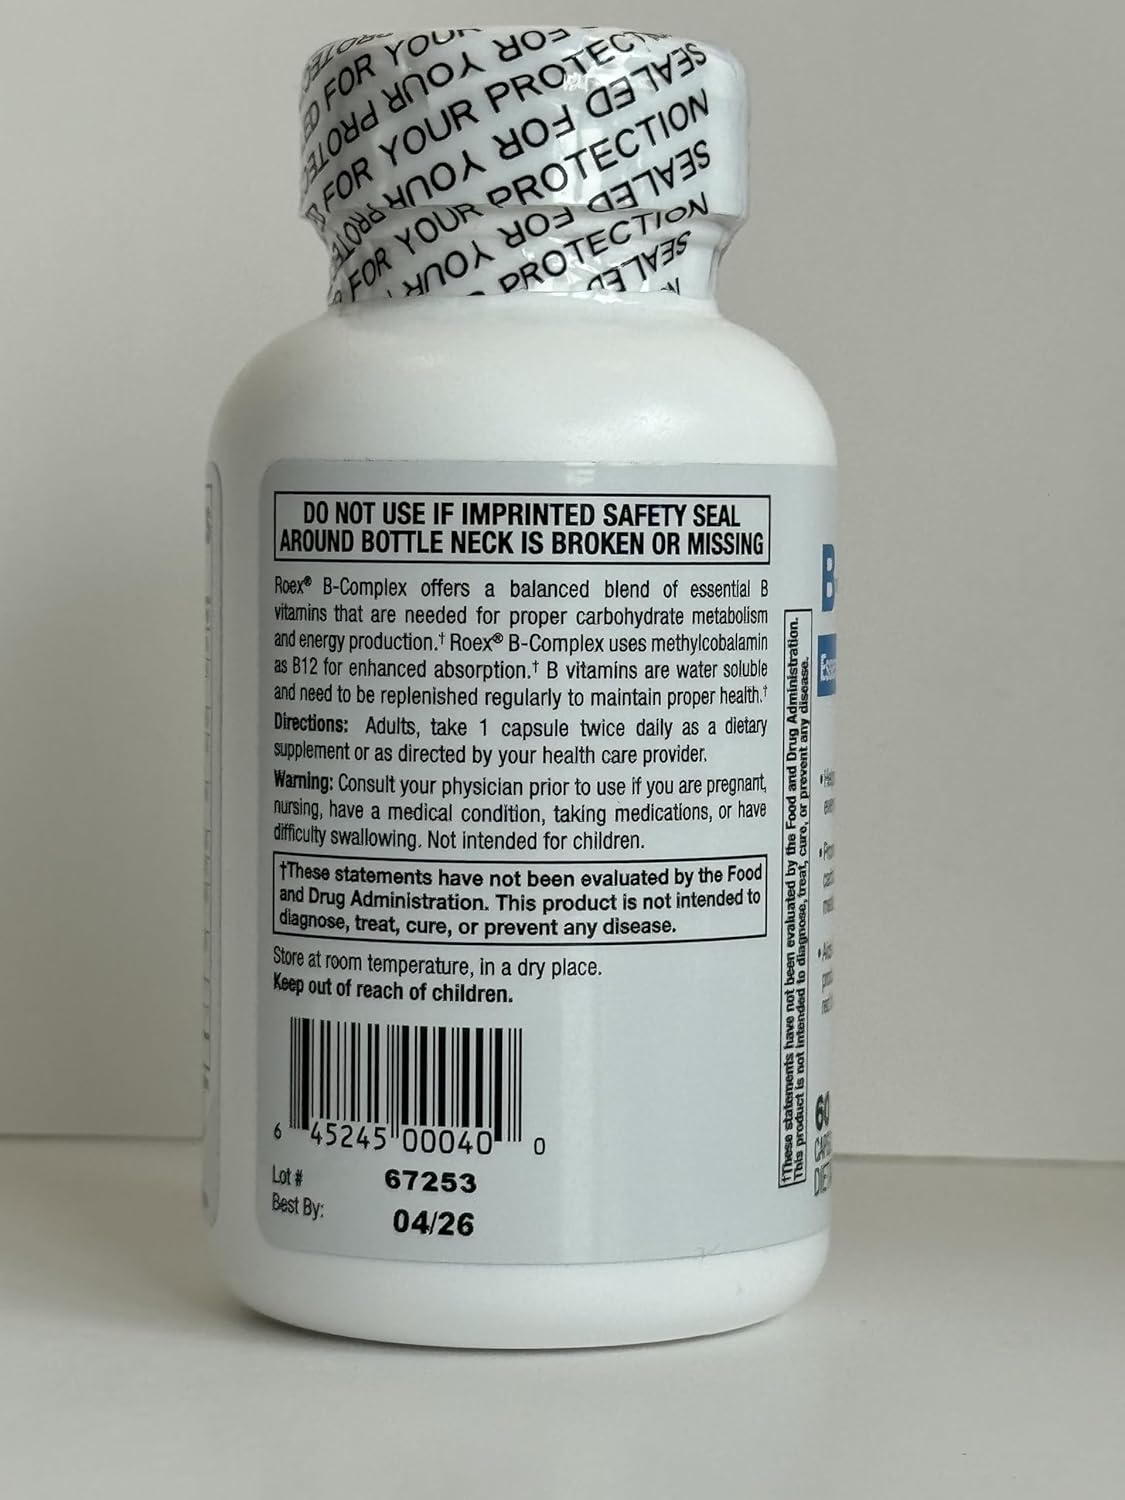 FOR YOUR
SEALED FOR YOUR PROTECTION
DO NOT USE IF IMPRINTED SAFETY SEAL
AROUND BOTTLE NECK IS BROKEN OR MISSING
Roex® B-Complex offers a balanced blend of essential B
vitamins that are needed for proper carbohydrate metabolism
and energy production.† Roex® B-Complex uses methylcobalamin
as B12 for enhanced absorption.† B vitamins are water soluble
and need to be replenished regularly to maintain proper health.†
Directions: Adults, take 1 capsule twice daily as a dietary
supplement or as directed by your health care provider.
Warning: Consult your physician prior to use if you are pregnant,
nursing, have a medical condition, taking medications, or have
difficulty swallowing. Not intended for children.
†These statements have not been evaluated by the Food
and Drug Administration. This product is not intended to
diagnose, treat, cure, or prevent any disease.
Store at room temperature, in a dry place.
Keep out of reach of children.
6 45245 00040 0
Lot # 67253
Best By: 04/26
†These statements have not been evaluated by the Food and Drug Administration.
This product is not intended to diagnose, treat, cure, or prevent any disease.
B
60